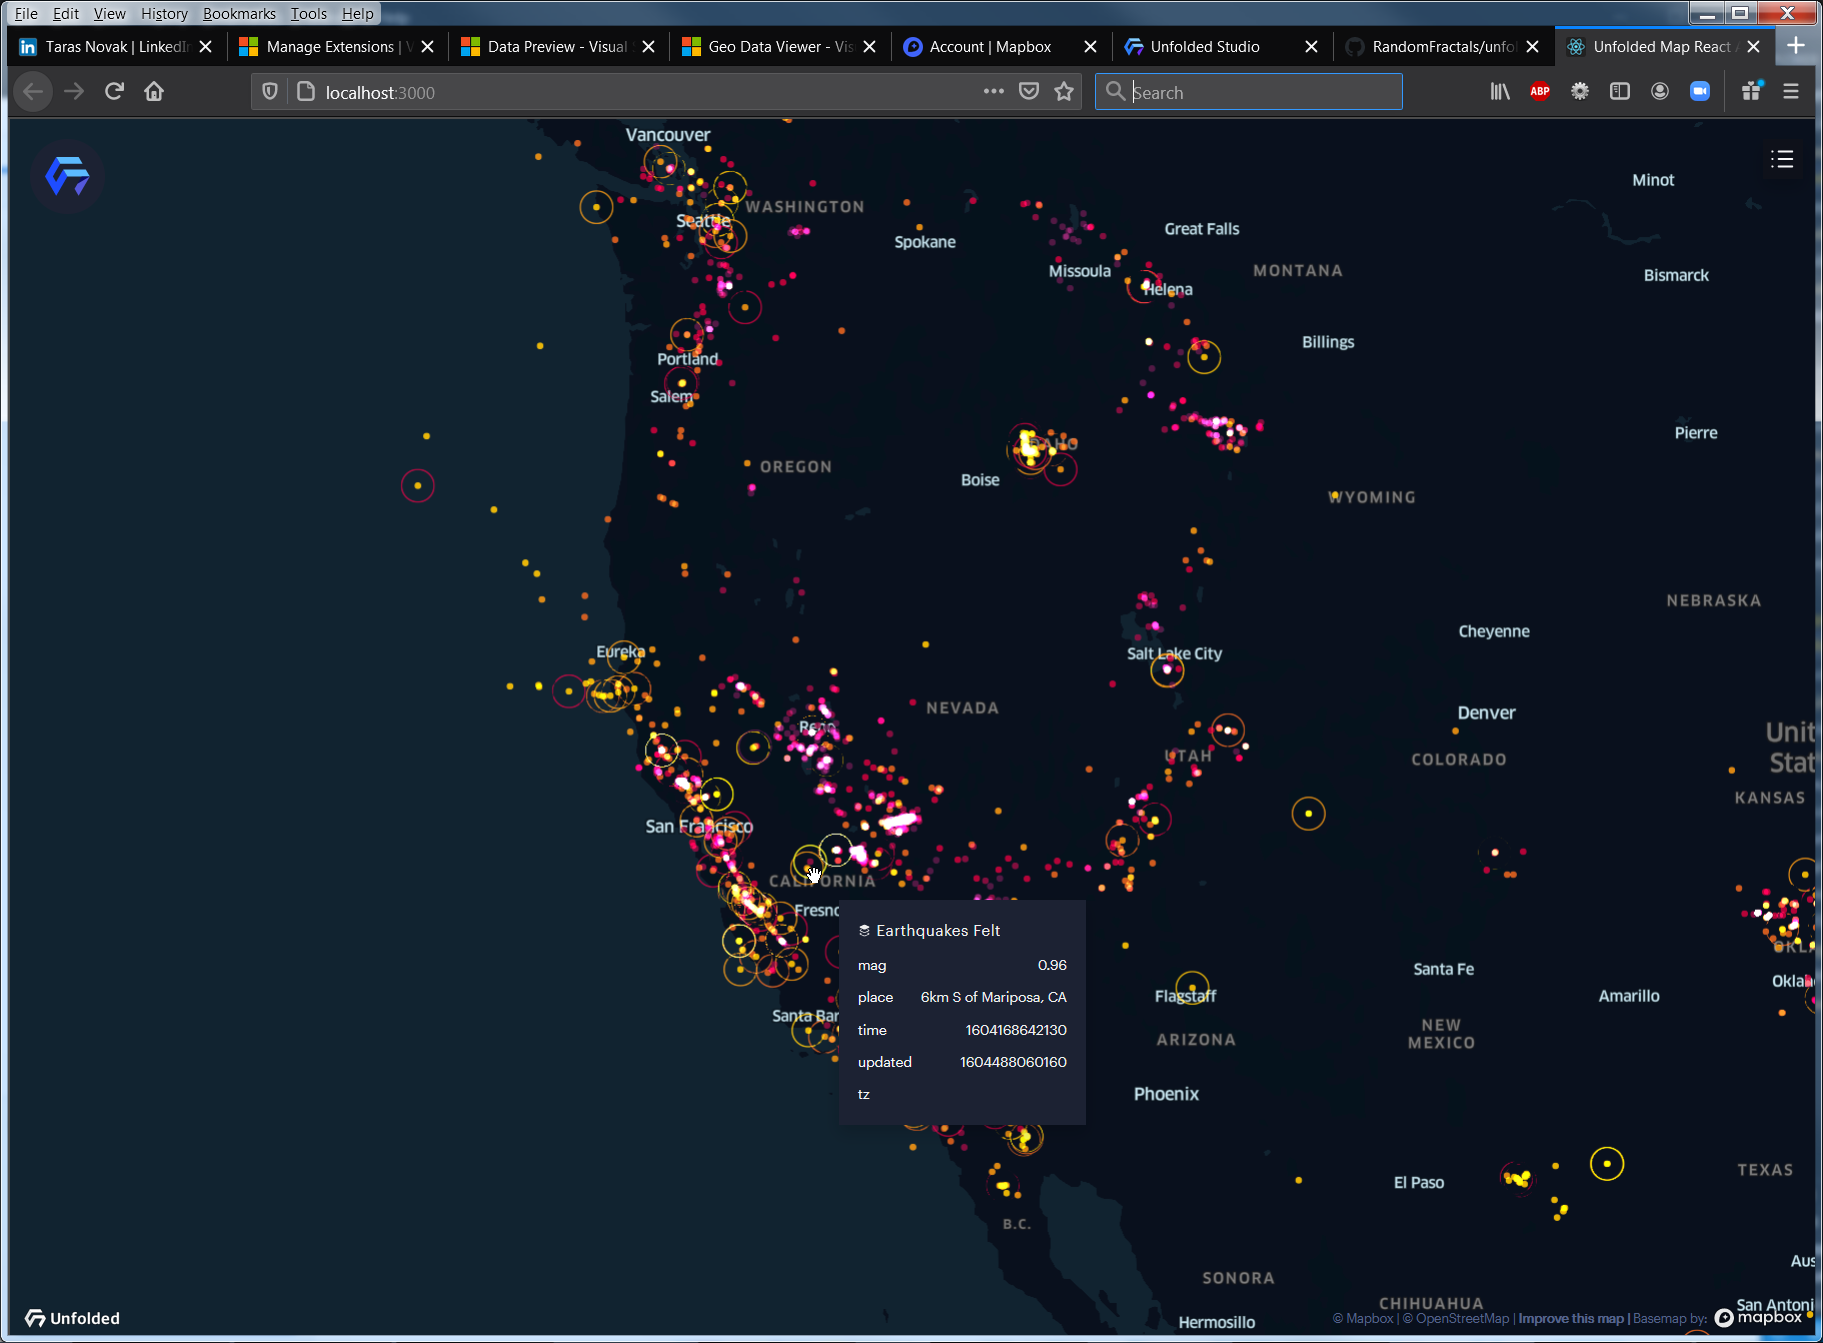 File Edit View History Bookmarks Tools Help
Taras Novak | LinkedIn
Manage Extensions | V
Data Preview - Visual
Geo Data Viewer - Vis
Account | Mapbox
Unfolded Studio
RandomFractals/unfol
Unfolded Map React
localhost:3000
Search
ABP
Vancouver
Minot
Seattle
WASHINGTON
Spokane
Great Falls
Missoula
MONTANA
Bismarck
Helena
Billings
Portland
Salem
Pierre
IDAHO
OREGON
Boise
WYOMING
NEBRASKA
Cheyenne
Eureka
Salt Lake City
NEVADA
Denver
Reno
Unit
Stat
UTAH
COLORADO
KANSAS
San Francisco
CALIFORNIA
Fresno
Earthquakes Felt
mag 0.96
place 6km S of Mariposa, CA
time 1604168642130
updated 1604488060160
tz
Santa Bar
OKLA
Santa Fe
Oklah
Flagstaff
Amarillo
ARIZONA
NEW
MEXICO
Phoenix
El Paso
TEXAS
B.C.
Aus
SONORA
CHIHUAHUA
San Antoni
Hermosillo
Unfolded
© Mapbox | © OpenStreetMap | Improve this map | Basemap by:
mapbox